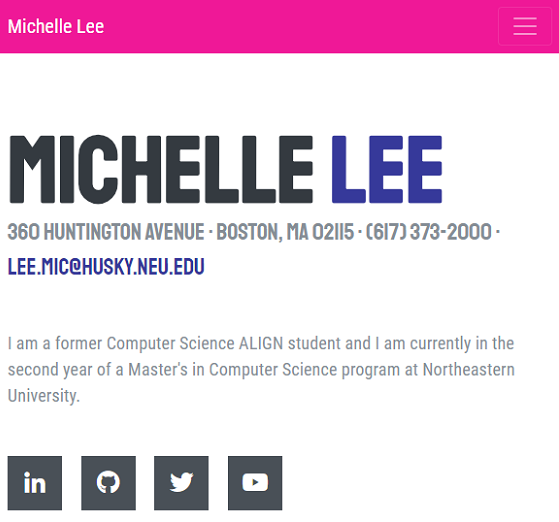 Michelle Lee
MICHELLE LEE
360 HUNTINGTON AVENUE · BOSTON, MA 02115 · (617) 373-2000 ·
LEE.MIC@HUSKY.NEU.EDU
I am a former Computer Science ALIGN student and I am currently in the
second year of a Master's in Computer Science program at Northeastern
University.
in